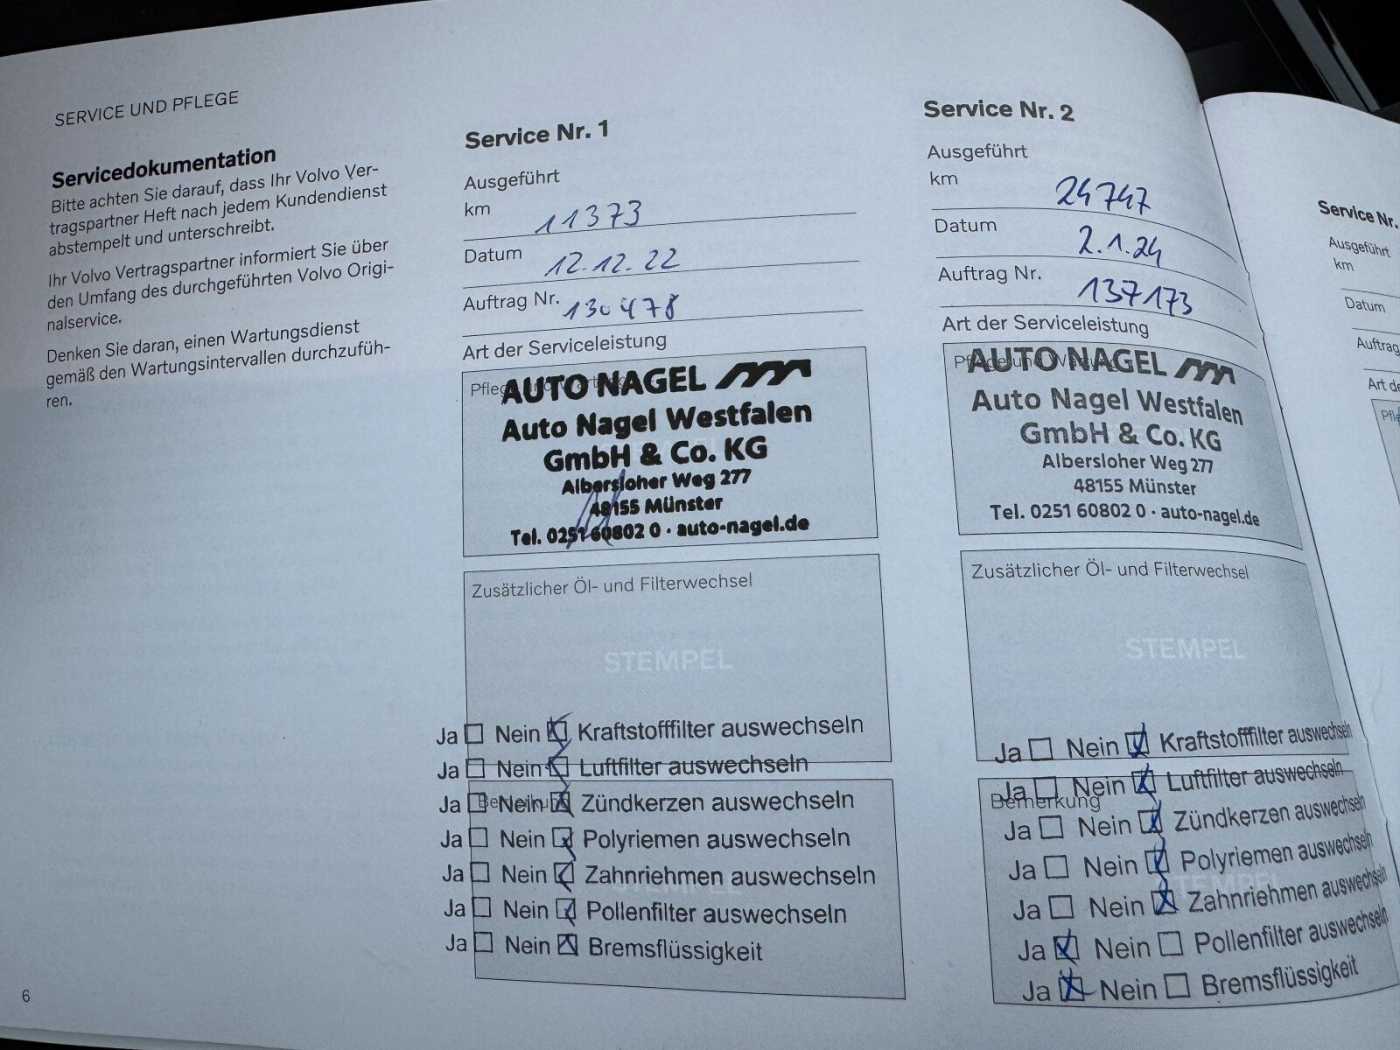 SERVICE UND PFLEGE
Servicedokumentation
Bitte achten Sie darauf, dass Ihr Volvo Ver-
tragspartner Heft nach jedem Kundendienst
abstempelt und unterschreibt.
Ihr Volvo Vertragspartner informiert Sie über
den Umfang des durchgeführten Volvo Origi-
nalservice.
Denken Sie daran, einen Wartungsdienst
gemäß den Wartungsintervallen durchzufüh-
ren.
6
Service Nr. 1
Ausgeführt
km 11373
Datum 12.12.22
Auftrag Nr. 130478
Art der Serviceleistung
AUTO NAGEL
Auto Nagel Westfalen
GmbH & Co. KG
Albersloher Weg 277
48155 Münster
Tel. 0251 60802 0 · auto-nagel.de
Zusätzlicher Öl- und Filterwechsel
STEMPEL
Ja Nein Kraftstofffilter auswechseln
Ja Nein Luftfilter auswechseln
Ja Nein Zündkerzen auswechseln
Ja Nein Polyriemen auswechseln
Ja Nein Zahnriehmen auswechseln
Ja Nein Pollenfilter auswechseln
Ja Nein Bremsflüssigkeit
Service Nr. 2
Ausgeführt
km 24747
Datum 2.1.24
Auftrag Nr. 137173
Art der Serviceleistung
AUTO NAGEL
Auto Nagel Westfalen
GmbH & Co. KG
Albersloher Weg 277
48155 Münster
Tel. 0251 60802 0 · auto-nagel.de
Zusätzlicher Öl- und Filterwechsel
STEMPEL
Ja Nein Kraftstofffilter auswechseln
Ja Nein Luftfilter auswechseln
Bemerkung
Ja Nein Zündkerzen auswechseln
Ja Nein Polyriemen auswechseln
Ja Nein Zahnriehmen auswechseln
Ja Nein Pollenfilter auswechseln
Ja Nein Bremsflüssigkeit
Service Nr.
Ausgeführt
km
Datum
Auftrag
Art de